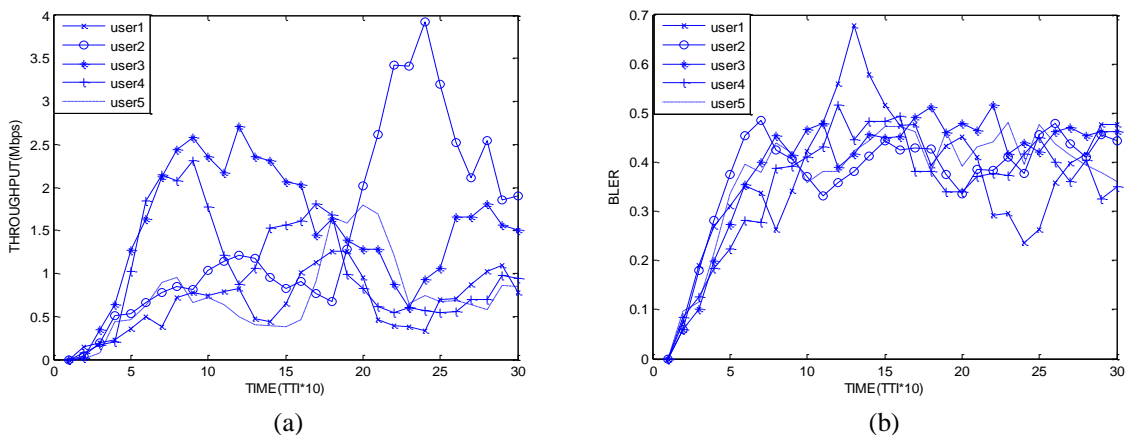 4
3.5
3
2.5
2
1.5
1
0.5
0
0 5 10 15 20 25 30
THROUGHPUT(Mbps)
TIME(TTI*10)
user1
user2
user3
user4
user5
(a)
0.7
0.6
0.5
0.4
0.3
0.2
0.1
0
0 5 10 15 20 25 30
BLER
TIME(TTI*10)
user1
user2
user3
user4
user5
(b)